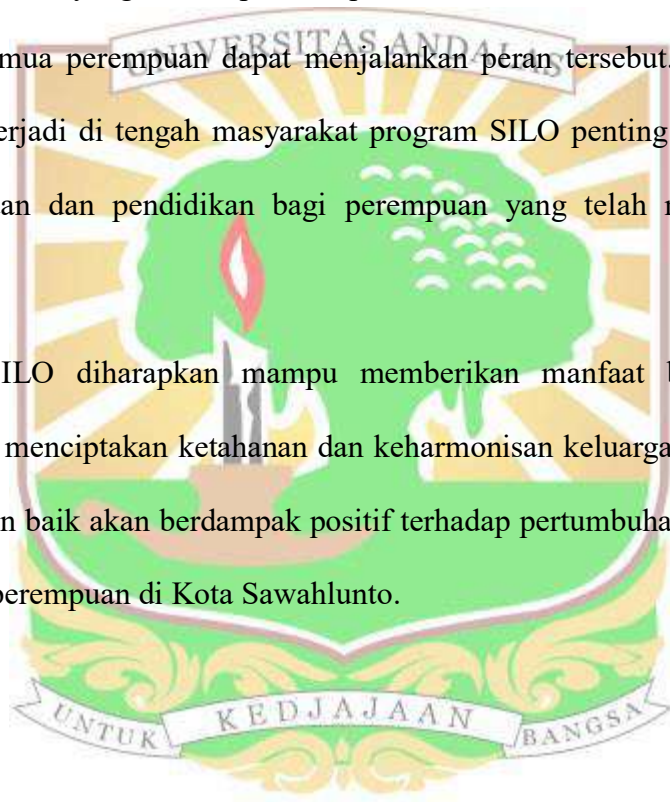 UNIVERSITAS ANDALAS
emua perempuan dapat menjalankan peran tersebut.
erjadi di tengah masyarakat program SILO penting
an dan pendidikan bagi perempuan yang telah
ILO diharapkan mampu memberikan manfaat
menciptakan ketahanan dan keharmonisan keluarga
n baik akan berdampak positif terhadap pertumbuha
perempuan di Kota Sawahlunto.
UNTUK KEDJAJAAN BANGSA